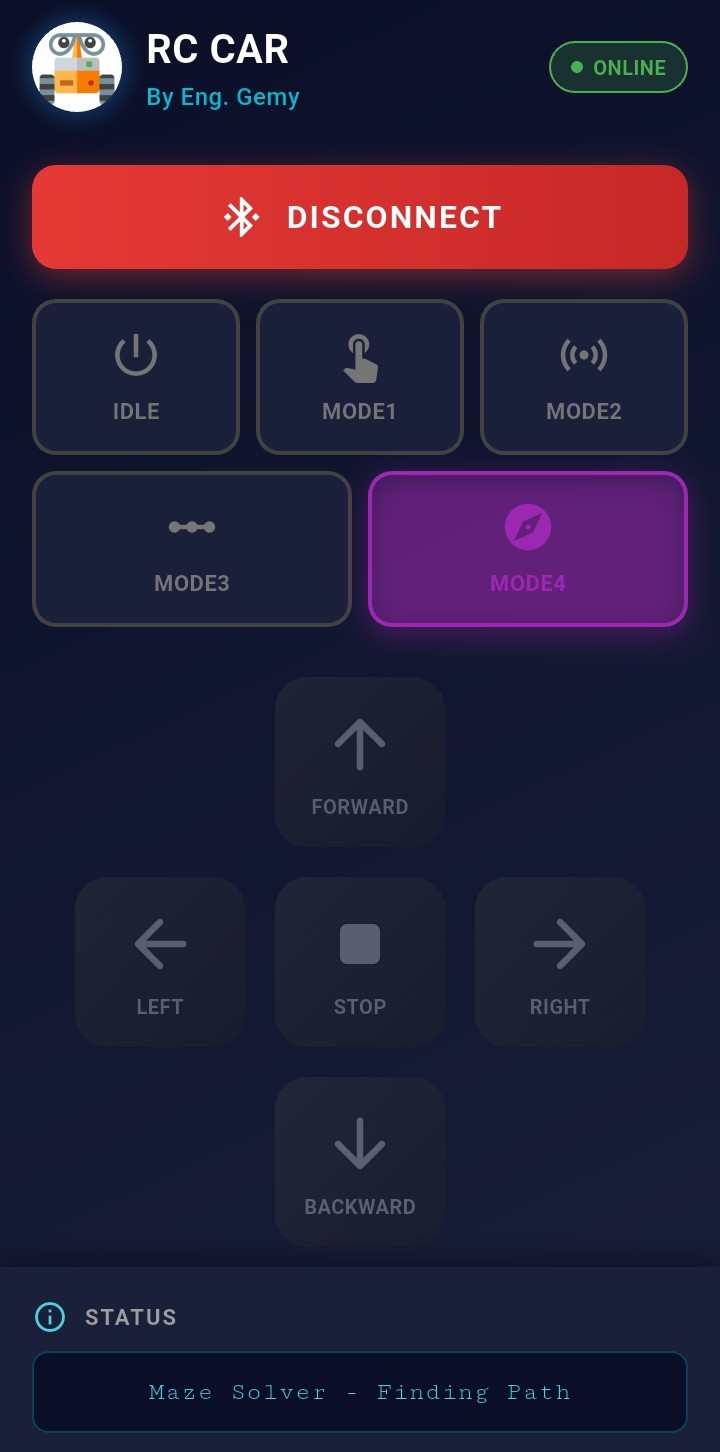 RC CAR
By Eng. Gemy
ONLINE
DISCONNECT
IDLE
MODE1
MODE2
MODE3
MODE4
FORWARD
LEFT
STOP
RIGHT
BACKWARD
STATUS
Maze Solver - Finding Path